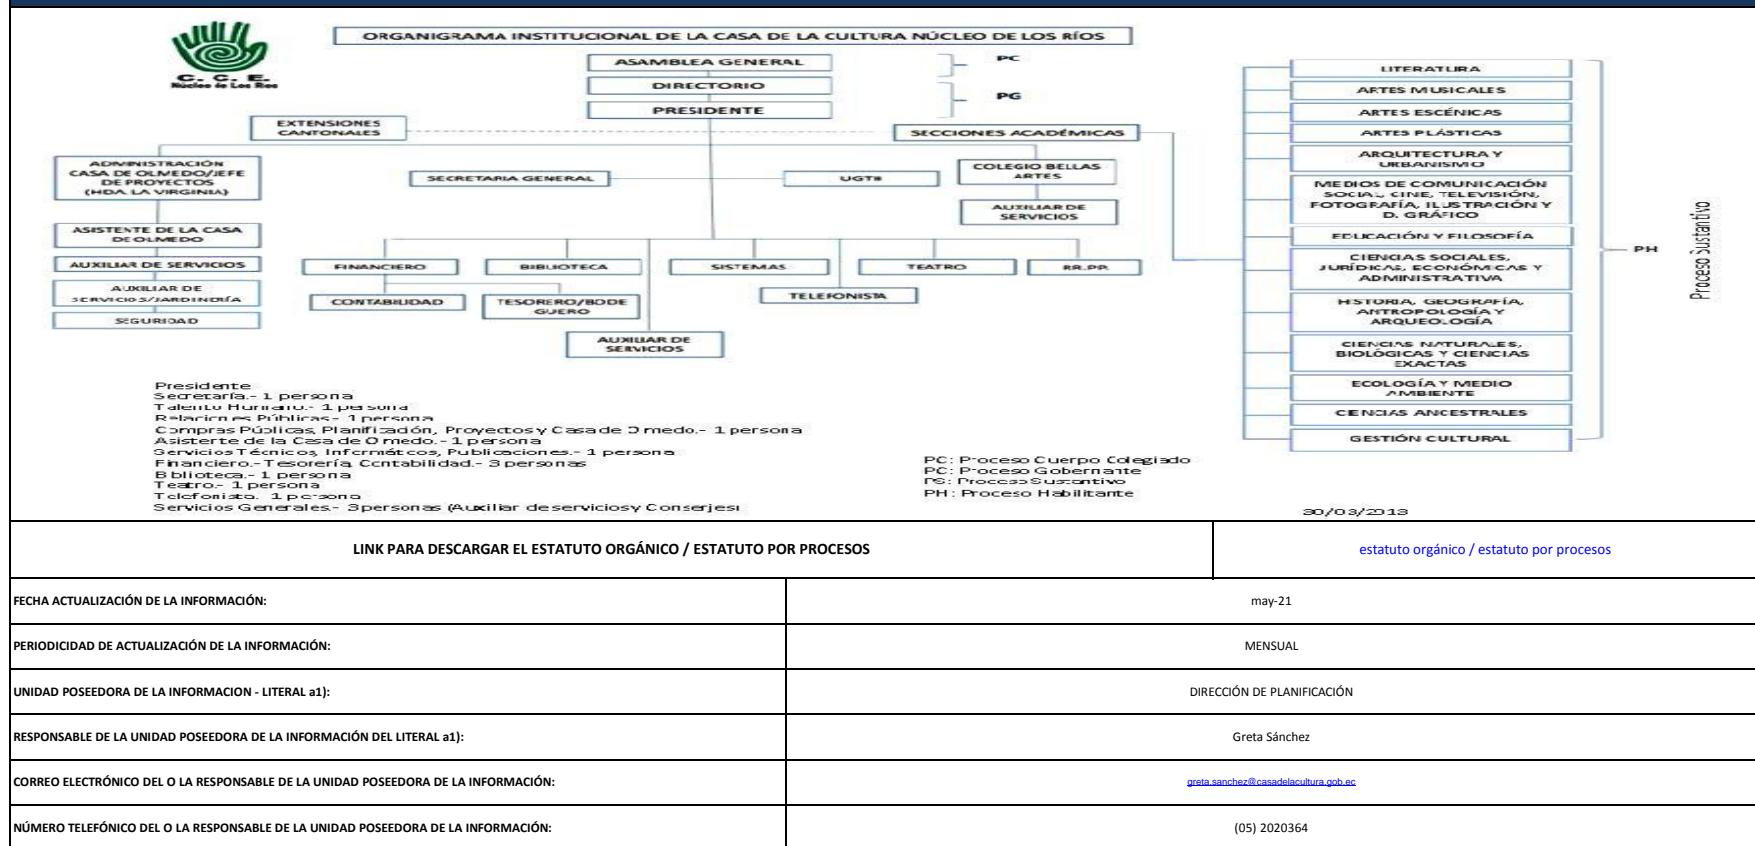 ORGANIGRAMA INSTITUCIONAL DE LA CASA DE LA CULTURA NÚCLEO DE LOS RÍOS
C. C. E.
Núcleo de Los Rios
ASAMBLEA GENERAL
PC
DIRECTORIO
PG
PRESIDENTE
EXTENSIONES
CANTONALES
SECCIONES ACADÉMICAS
ADMINISTRACIÓN
CASA DE OLMEDO/JEFE
DE PROYECTOS
(HDA. LA VIRGINIA)
SECRETARIA GENERAL
UGTH
COLEGIO BELLAS
ARTES
AUXILIAR DE
SERVICIOS
ASISTENTE DE LA CASA
DE OLMEDO
AUXILIAR DE SERVICIOS
AUXILIAR DE
SERVICIOS/JARDINERÍA
SEGURIDAD
FINANCIERO
BIBLIOTECA
SISTEMAS
TEATRO
RR.PP.
CONTABILIDAD
TESORERO/BODE
GUERO
TELEFONISTA
AUXILIAR DE
SERVICIOS
LITERATURA
ARTES MUSICALES
ARTES ESCÉNICAS
ARTES PLÁSTICAS
ARQUITECTURA Y
URBANISMO
MEDIOS DE COMUNICACIÓN
SOCIAL, CINE, TELEVISIÓN,
FOTOGRAFÍA, ILUSTRACIÓN Y
D. GRÁFICO
EDUCACIÓN Y FILOSOFÍA
CIENCIAS SOCIALES,
JURÍDICAS, ECONÓMICAS Y
ADMINISTRATIVA
HISTORIA, GEOGRAFÍA,
ANTROPOLOGÍA Y
ARQUEOLOGÍA
CIENCIAS NATURALES,
BIOLÓGICAS Y CIENCIAS
EXACTAS
ECOLOGÍA Y MEDIO
AMBIENTE
CIENCIAS ANCESTRALES
GESTIÓN CULTURAL
PH
Proceso Sustantivo
Presidente
Secretaría.- 1 persona
Talento Humano.- 1 persona
Relaciones Públicas.- 1 persona
Compras Públicas, Planificación, Proyectos y Casa de Olmedo.- 1 persona
Asistente de la Casa de Olmedo.- 1 persona
Servicios Técnicos, Informáticos, Publicaciones.- 1 persona
Financiero.- Tesorería, Contabilidad.- 3 personas
Biblioteca.- 1 persona
Teatro.- 1 persona
Telefonista. 1 persona
Servicios Generales.- 3 personas (Auxiliar de servicios y Conserjes)
PC: Proceso Cuerpo Colegiado
PC: Proceso Gobernante
PS: Proceso Sustantivo
PH: Proceso Habilitante
30/03/2013
LINK PARA DESCARGAR EL ESTATUTO ORGÁNICO / ESTATUTO POR PROCESOS
estatuto orgánico / estatuto por procesos
FECHA ACTUALIZACIÓN DE LA INFORMACIÓN:
may-21
PERIODICIDAD DE ACTUALIZACIÓN DE LA INFORMACIÓN:
MENSUAL
UNIDAD POSEEDORA DE LA INFORMACION - LITERAL a1):
DIRECCIÓN DE PLANIFICACIÓN
RESPONSABLE DE LA UNIDAD POSEEDORA DE LA INFORMACIÓN DEL LITERAL a1):
Greta Sánchez
CORREO ELECTRÓNICO DEL O LA RESPONSABLE DE LA UNIDAD POSEEDORA DE LA INFORMACIÓN:
greta.sanchez@casadelacultura.gob.ec
NÚMERO TELEFÓNICO DEL O LA RESPONSABLE DE LA UNIDAD POSEEDORA DE LA INFORMACIÓN:
(05) 2020364